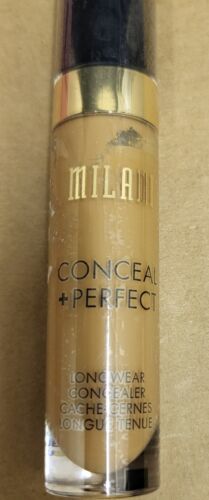 MILANI
CONCEAL
+PERFECT
LONGWEAR
CONCEALER
CACHE-CERNES
LONGUE TENUE